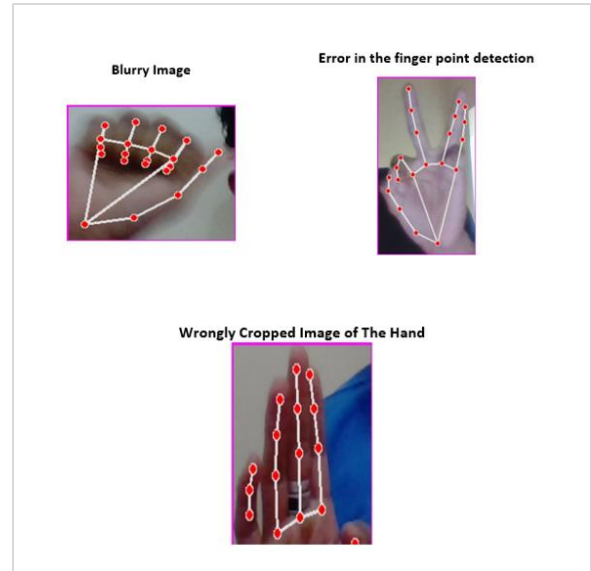 Blurry Image
Error in the finger point detection
Wrongly Cropped Image of The Hand